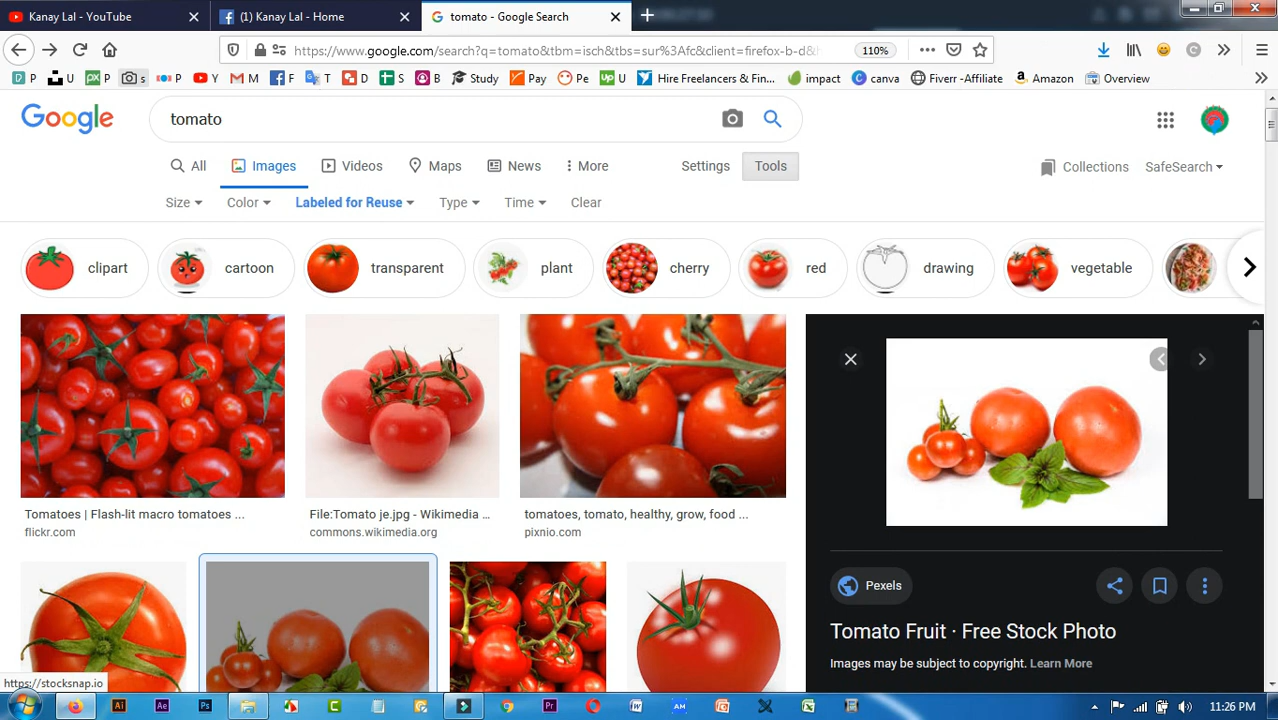 Kanay Lal - YouTube
(1) Kanay Lal - Home
tomato - Google Search
https://www.google.com/search?q=tomato&tbm=isch&tbs=sur%3Afc&client=firefox-b-d&
110%
P
U
P
s
P
Y
M
F
T
D
S
B
Study
Pay
Pe
U
Hire Freelancers & Fin...
impact
canva
Fiverr -Affiliate
Amazon
Overview
Google
tomato
All
Images
Videos
Maps
News
More
Settings
Tools
Collections
SafeSearch
Size
Color
Labeled for Reuse
Type
Time
Clear
clipart
cartoon
transparent
plant
cherry
red
drawing
vegetable
Tomatoes | Flash-lit macro tomatoes ...
flickr.com
File:Tomato je.jpg - Wikimedia ...
commons.wikimedia.org
tomatoes, tomato, healthy, grow, food ...
pixnio.com
Pexels
Tomato Fruit · Free Stock Photo
Images may be subject to copyright. Learn More
https://stocksnap.io
11:26 PM